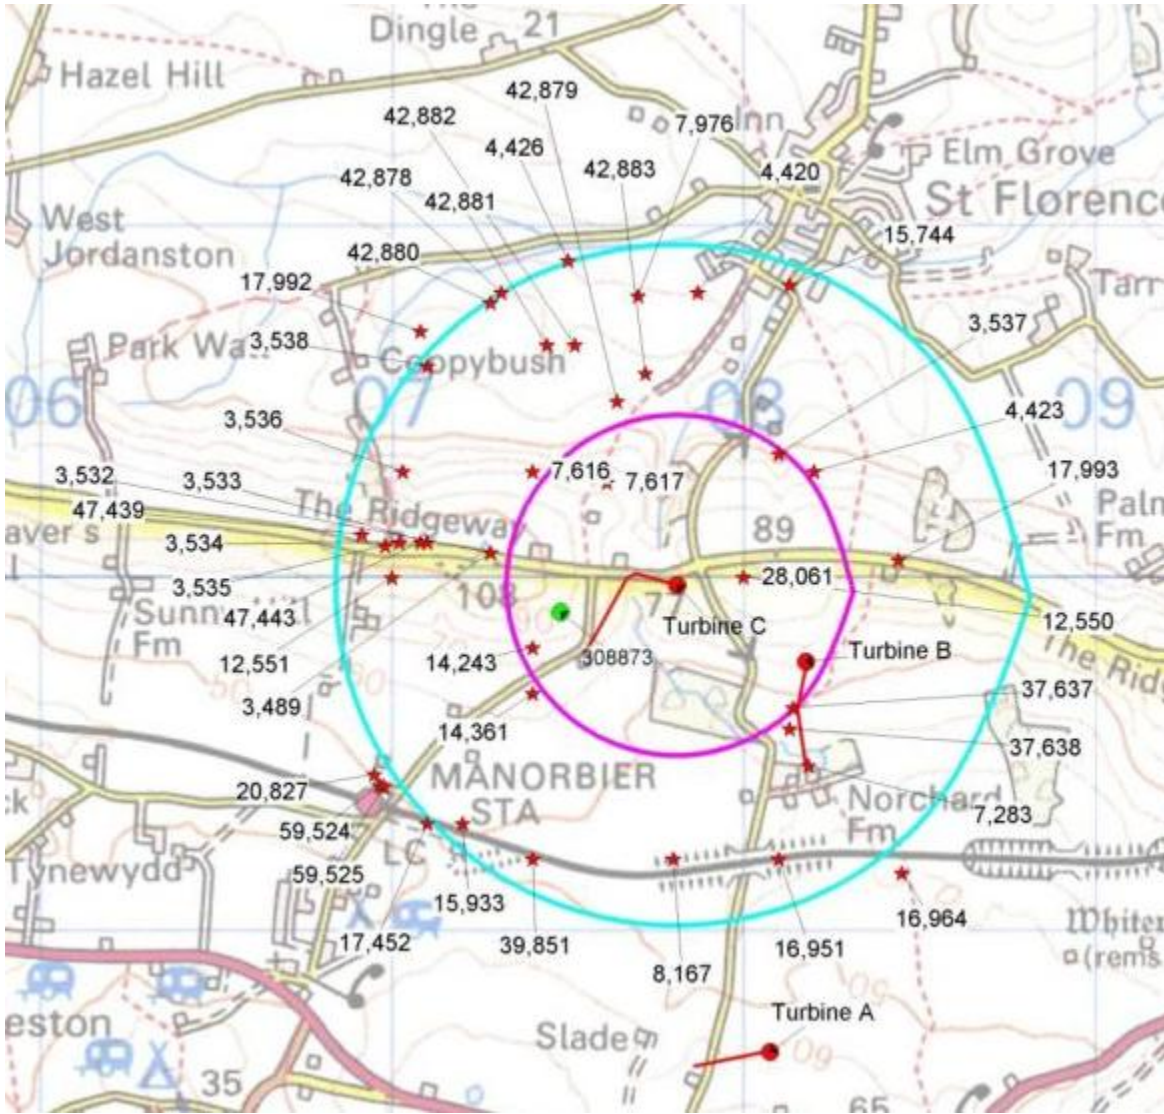 Dingle
21
Hazel Hill
42,879
42,882
7,976
Inn
4,426
42,883
Elm Grove
42,878
4,420
42,881
St Florence
West
Jordanston
15,744
42,880
17,992
Tarr
3,537
Park Wa
3,538
Coppybush
06
07
08
09
4,423
3,536
17,993
3,532
3,533
7,616
7,617
47,439
The Ridgeway
Palm
Fm
aver's
89
3,534
28,061
3,535
108
77
Sunn
Fm
47,443
Turbine C
12,550
The Ridg
14,243
308873
Turbine B
12,551
37,637
3,489
14,361
37,638
MANORBIER
STA
20,827
Norchard
Fm
7,283
59,524
LC
Tynewydd
59,525
15,933
16,964
Whiter
(rems
17,452
39,851
16,951
8,167
Turbine A
eston
Slade
60
35
65